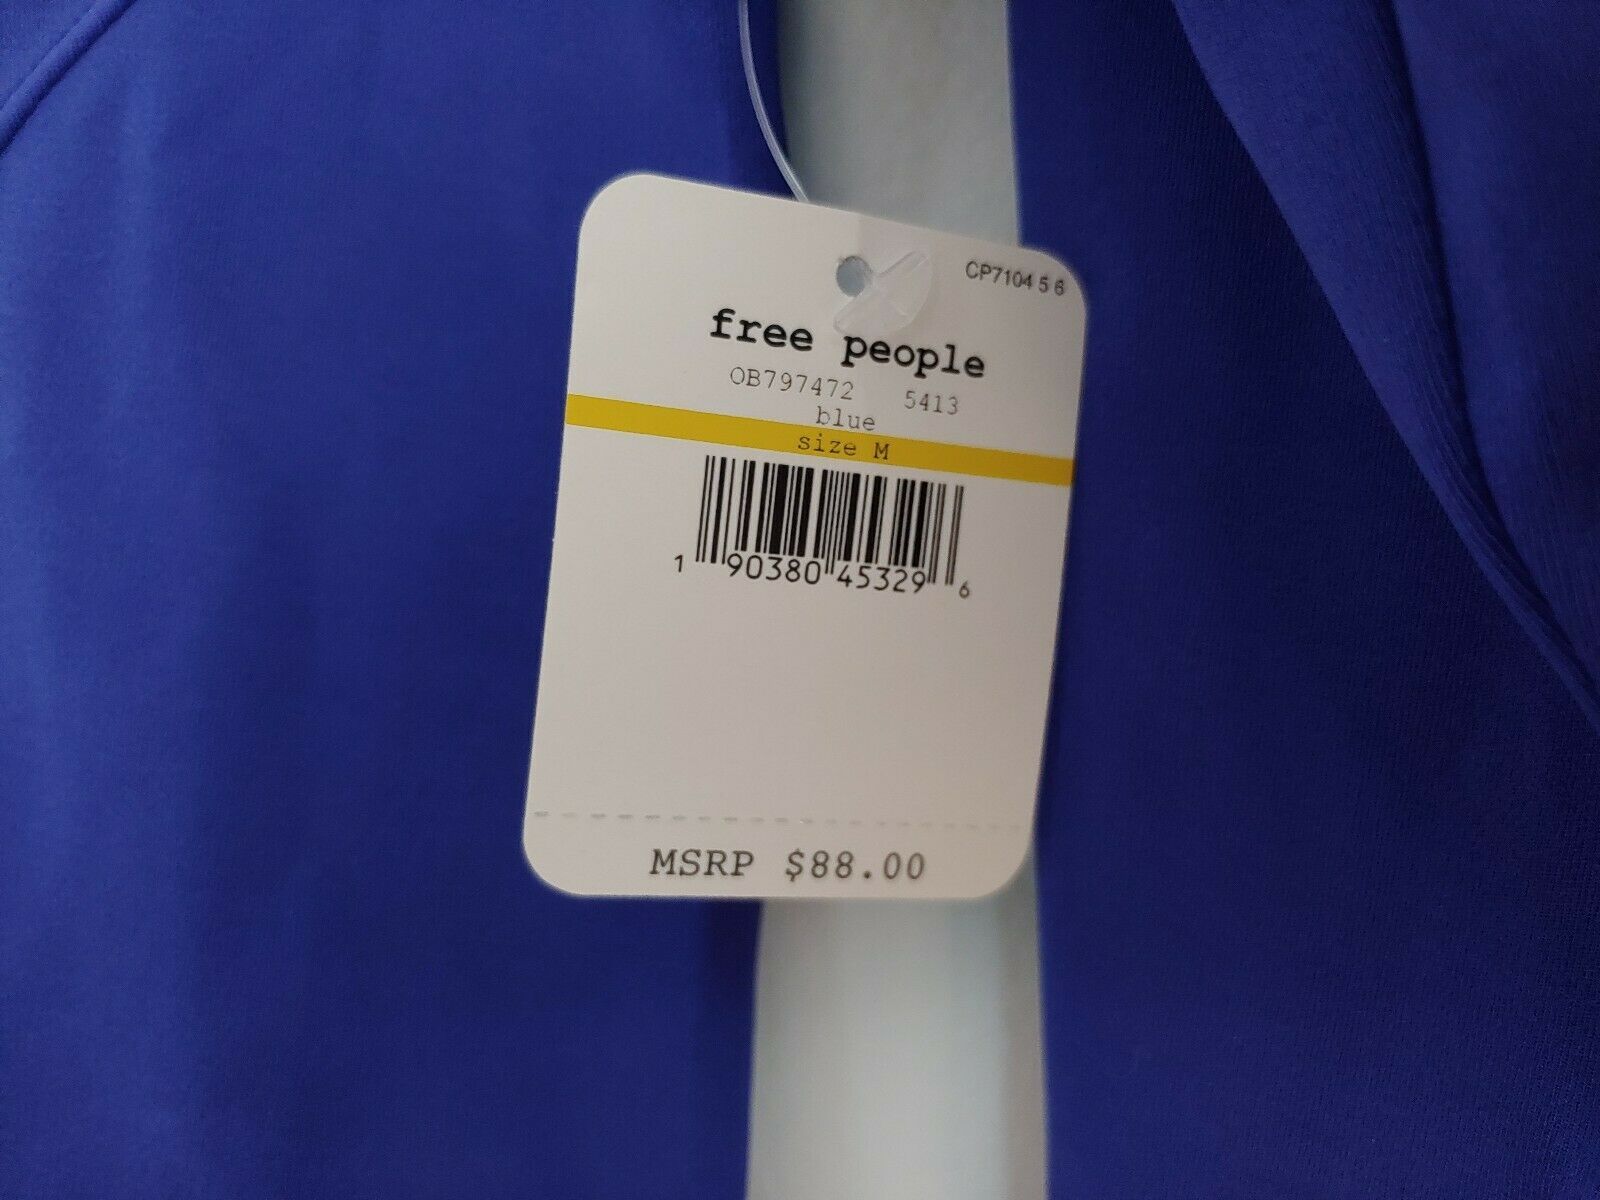 CP7104 5 6
free people
OB797472 5413
blue
size M
1 90380 45329 6
MSRP $88.00